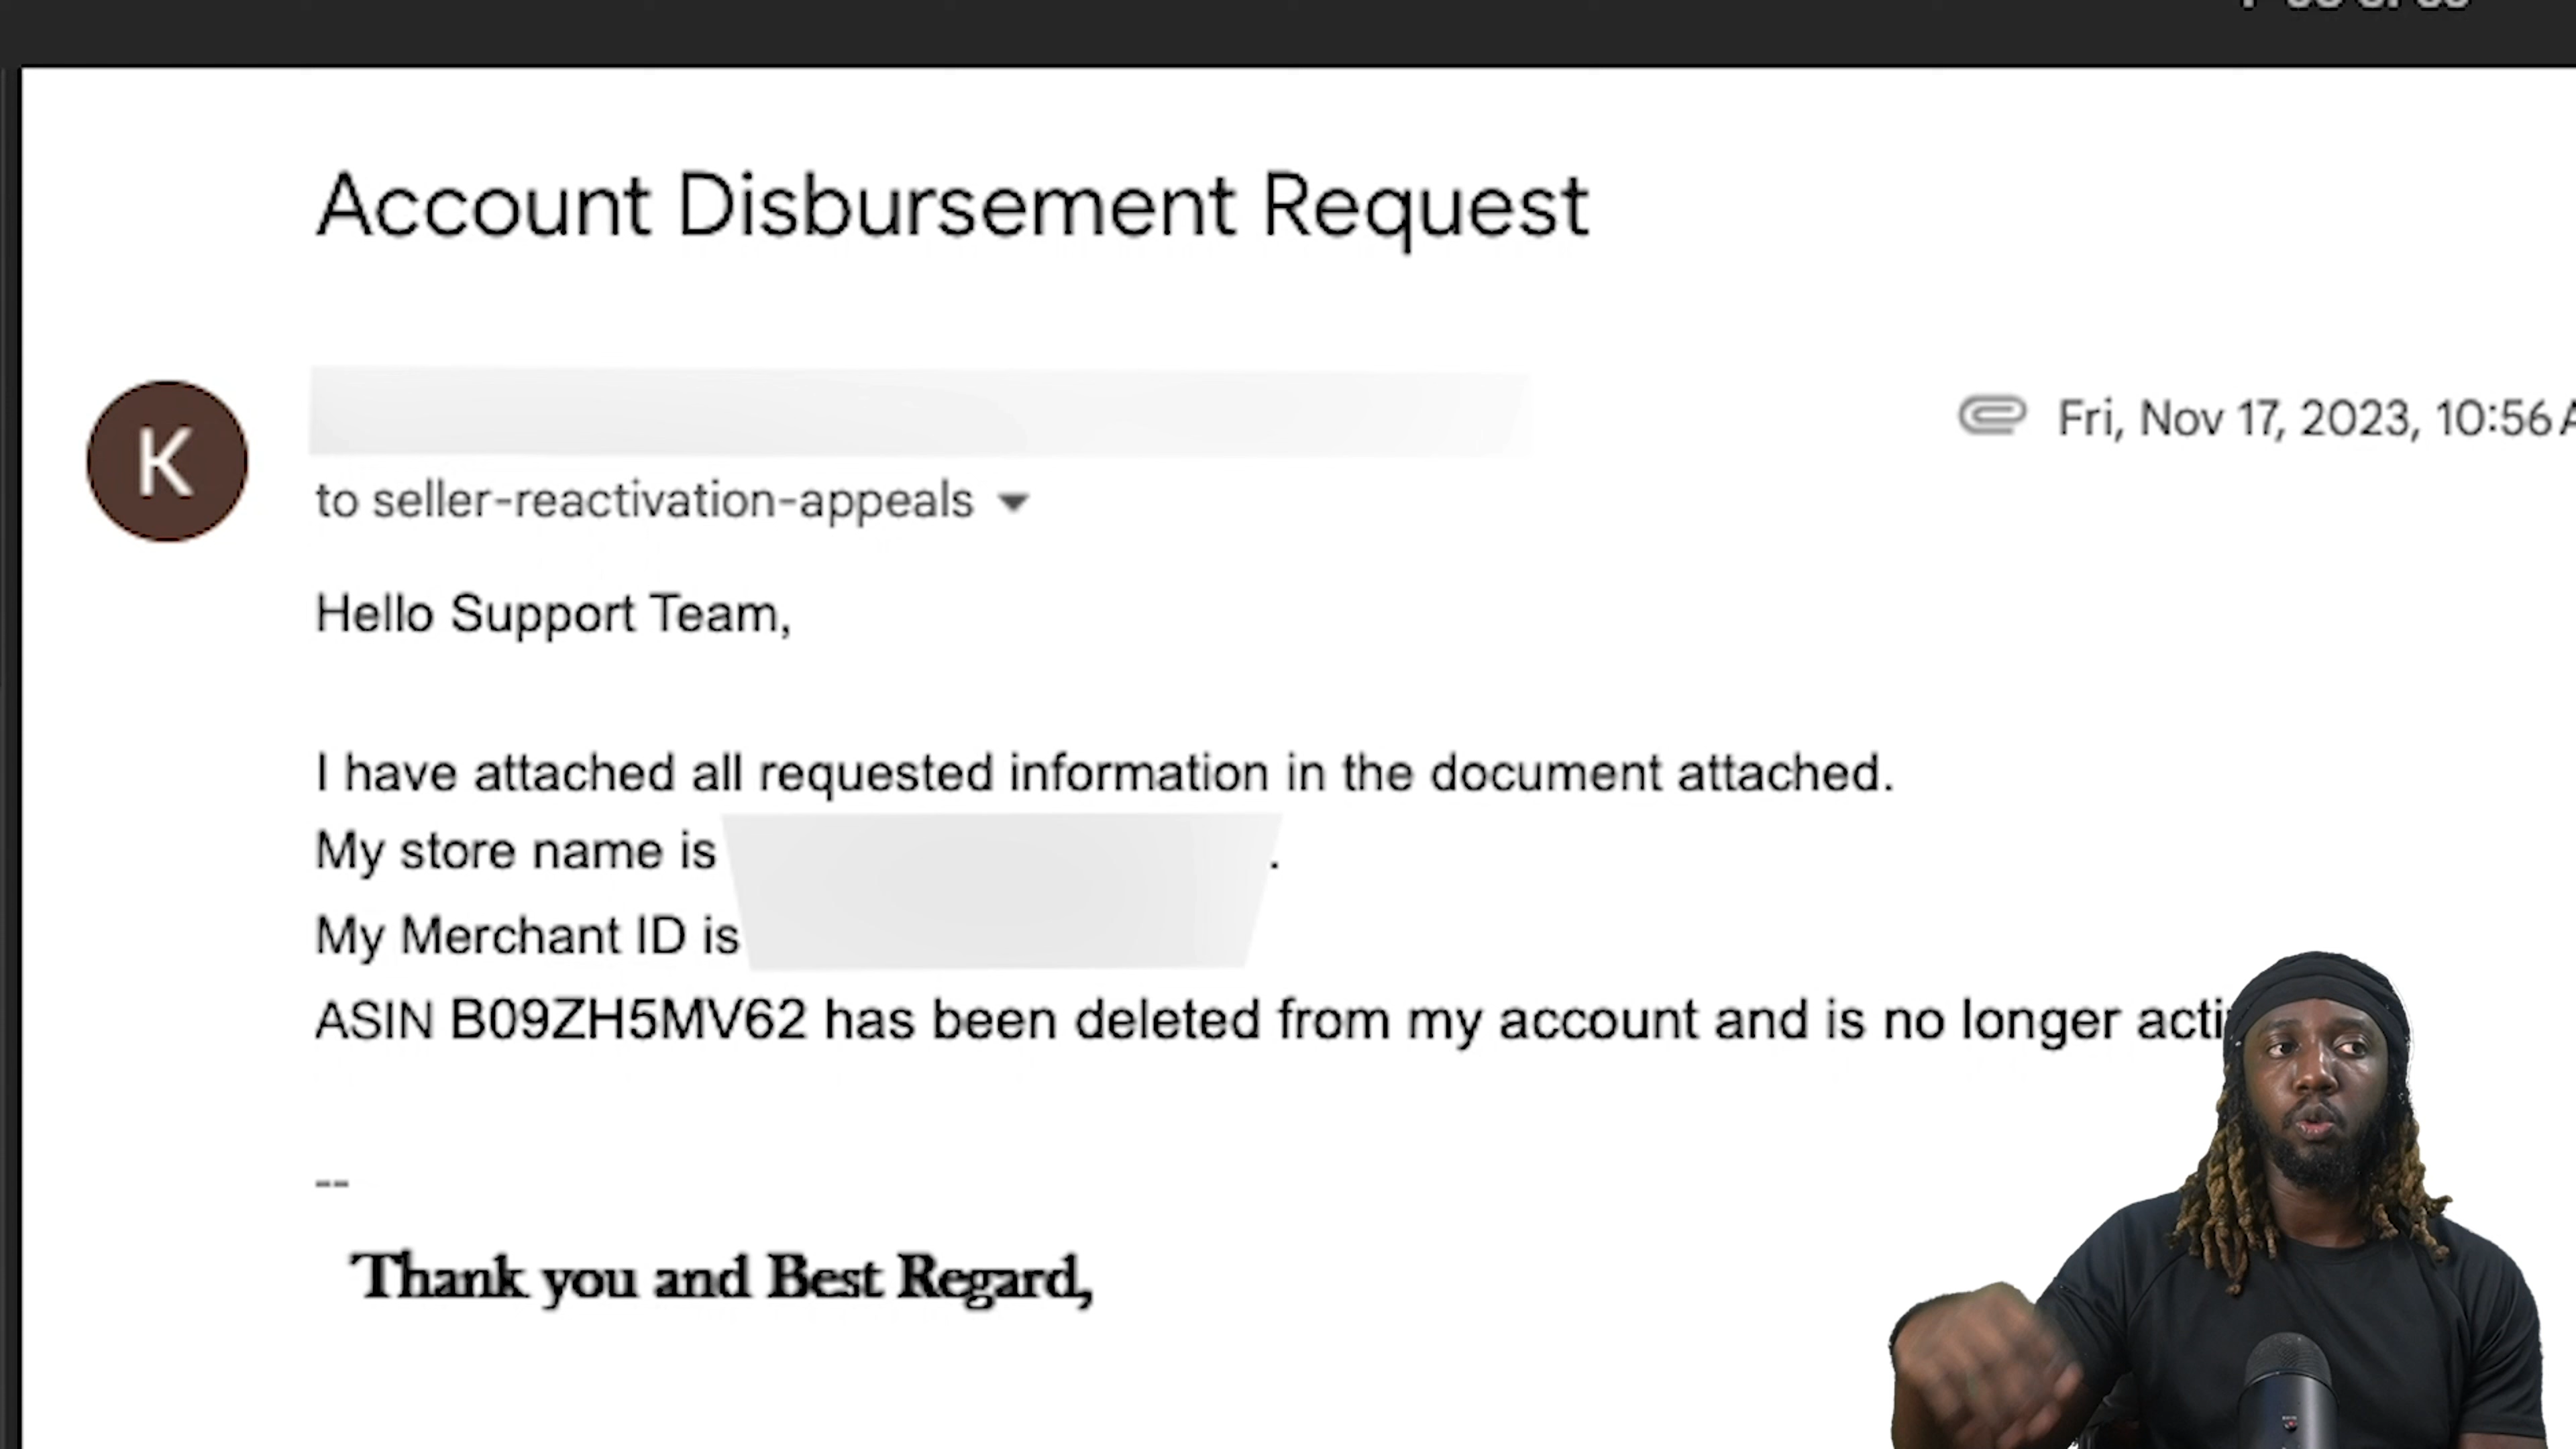 Account Disbursement Request
K
Fri, Nov 17, 2023, 10:56
to seller-reactivation-appeals
Hello Support Team,
I have attached all requested information in the document attached.
My store name is .
My Merchant ID is
ASIN B09ZH5MV62 has been deleted from my account and is no longer
--
Thank you and Best Regard,